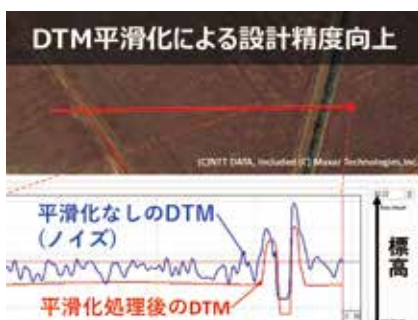 DTM平滑化による設計精度向上
(C)NTT DATA, Included (C) Maxar Technologies,Inc.
平滑化なしのDTM
(ノイズ)
標高
平滑化処理後のDTM